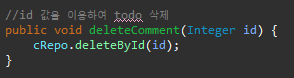 //id 값을 이용하여 todo 삭제
public void deleteComment(Integer id) {
cRepo.deleteById(id);
}